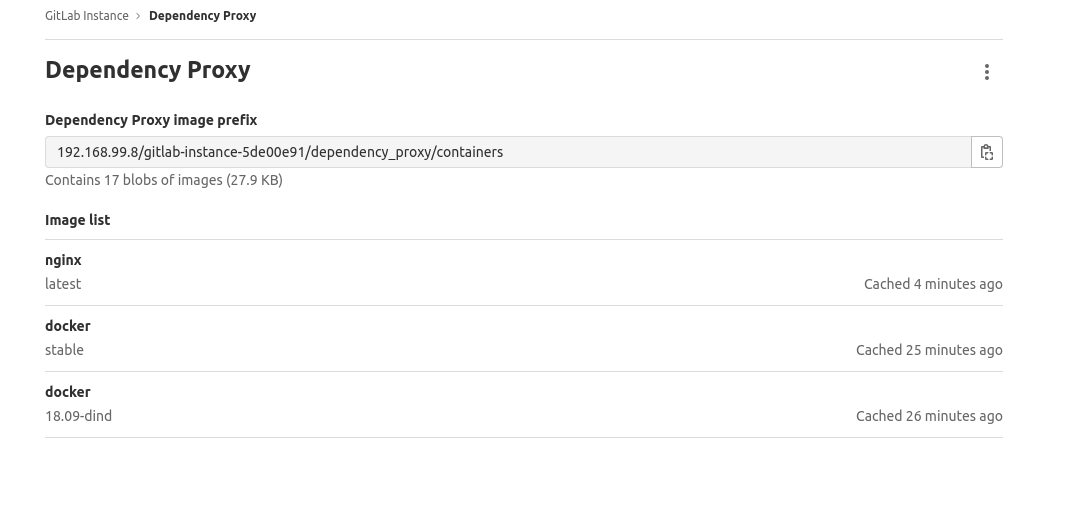 GitLab Instance › Dependency Proxy
Dependency Proxy
Dependency Proxy image prefix
192.168.99.8/gitlab-instance-5de00e91/dependency_proxy/containers
Contains 17 blobs of images (27.9 KB)
Image list
nginx
latest Cached 4 minutes ago
docker
stable Cached 25 minutes ago
docker
18.09-dind Cached 26 minutes ago